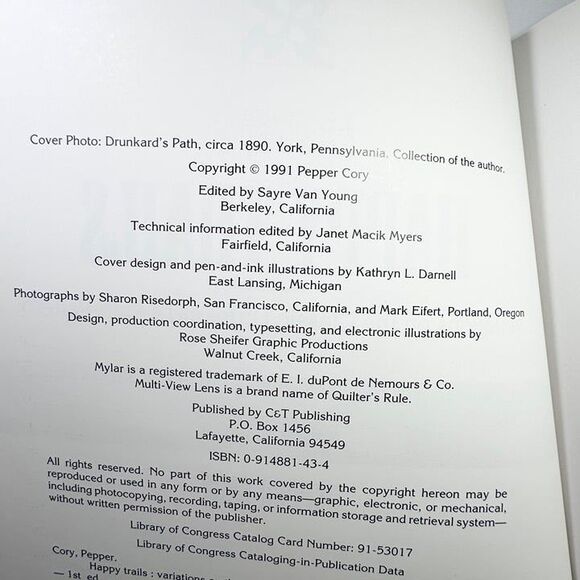 Cover Photo: Drunkard's Path, circa 1890. York, Pennsylvania. Collection of the author.
Copyright © 1991 Pepper Cory
Edited by Sayre Van Young
Berkeley, California
Technical information edited by Janet Macik Myers
Fairfield, California
Cover design and pen-and-ink illustrations by Kathryn L. Darnell
East Lansing, Michigan
Photographs by Sharon Risedorph, San Francisco, California, and Mark Eifert, Portland, Oregon
Design, production coordination, typesetting, and electronic illustrations by
Rose Sheifer Graphic Productions
Walnut Creek, California
Mylar is a registered trademark of E. I. duPont de Nemours & Co.
Multi-View Lens is a brand name of Quilter's Rule.
Published by C&T Publishing
P.O. Box 1456
Lafayette, California 94549
ISBN: 0-914881-43-4
All rights reserved. No part of this work covered by the copyright hereon may be
reproduced or used in any form or by any means—graphic, electronic, or mechanical,
including photocopying, recording, taping, or information storage and retrieval system—
without written permission of the publisher.
Library of Congress Catalog Card Number: 91-53017
Library of Congress Cataloging-in-Publication Data
Cory, Pepper.
Happy trails : variations
— 1st ed.